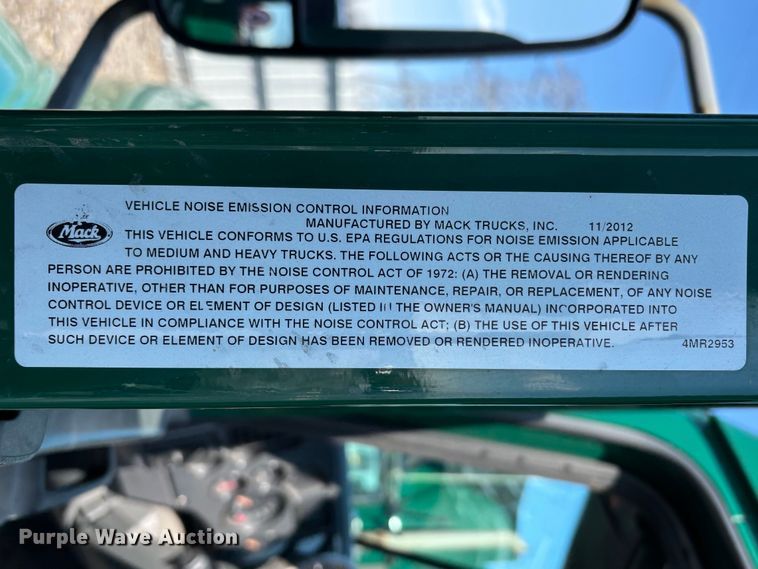 VEHICLE NOISE EMISSION CONTROL INFORMATION
MANUFACTURED BY MACK TRUCKS, INC. 11/2012
Mack
THIS VEHICLE CONFORMS TO U.S. EPA REGULATIONS FOR NOISE EMISSION APPLICABLE
TO MEDIUM AND HEAVY TRUCKS. THE FOLLOWING ACTS OR THE CAUSING THEREOF BY ANY
PERSON ARE PROHIBITED BY THE NOISE CONTROL ACT OF 1972: (A) THE REMOVAL OR RENDERING
INOPERATIVE, OTHER THAN FOR PURPOSES OF MAINTENANCE, REPAIR, OR REPLACEMENT, OF ANY NOISE
CONTROL DEVICE OR ELEMENT OF DESIGN (LISTED IN THE OWNER'S MANUAL) INCORPORATED INTO
THIS VEHICLE IN COMPLIANCE WITH THE NOISE CONTROL ACT; (B) THE USE OF THIS VEHICLE AFTER
SUCH DEVICE OR ELEMENT OF DESIGN HAS BEEN REMOVED OR RENDERED INOPERATIVE. 4MR2953
Purple Wave Auction